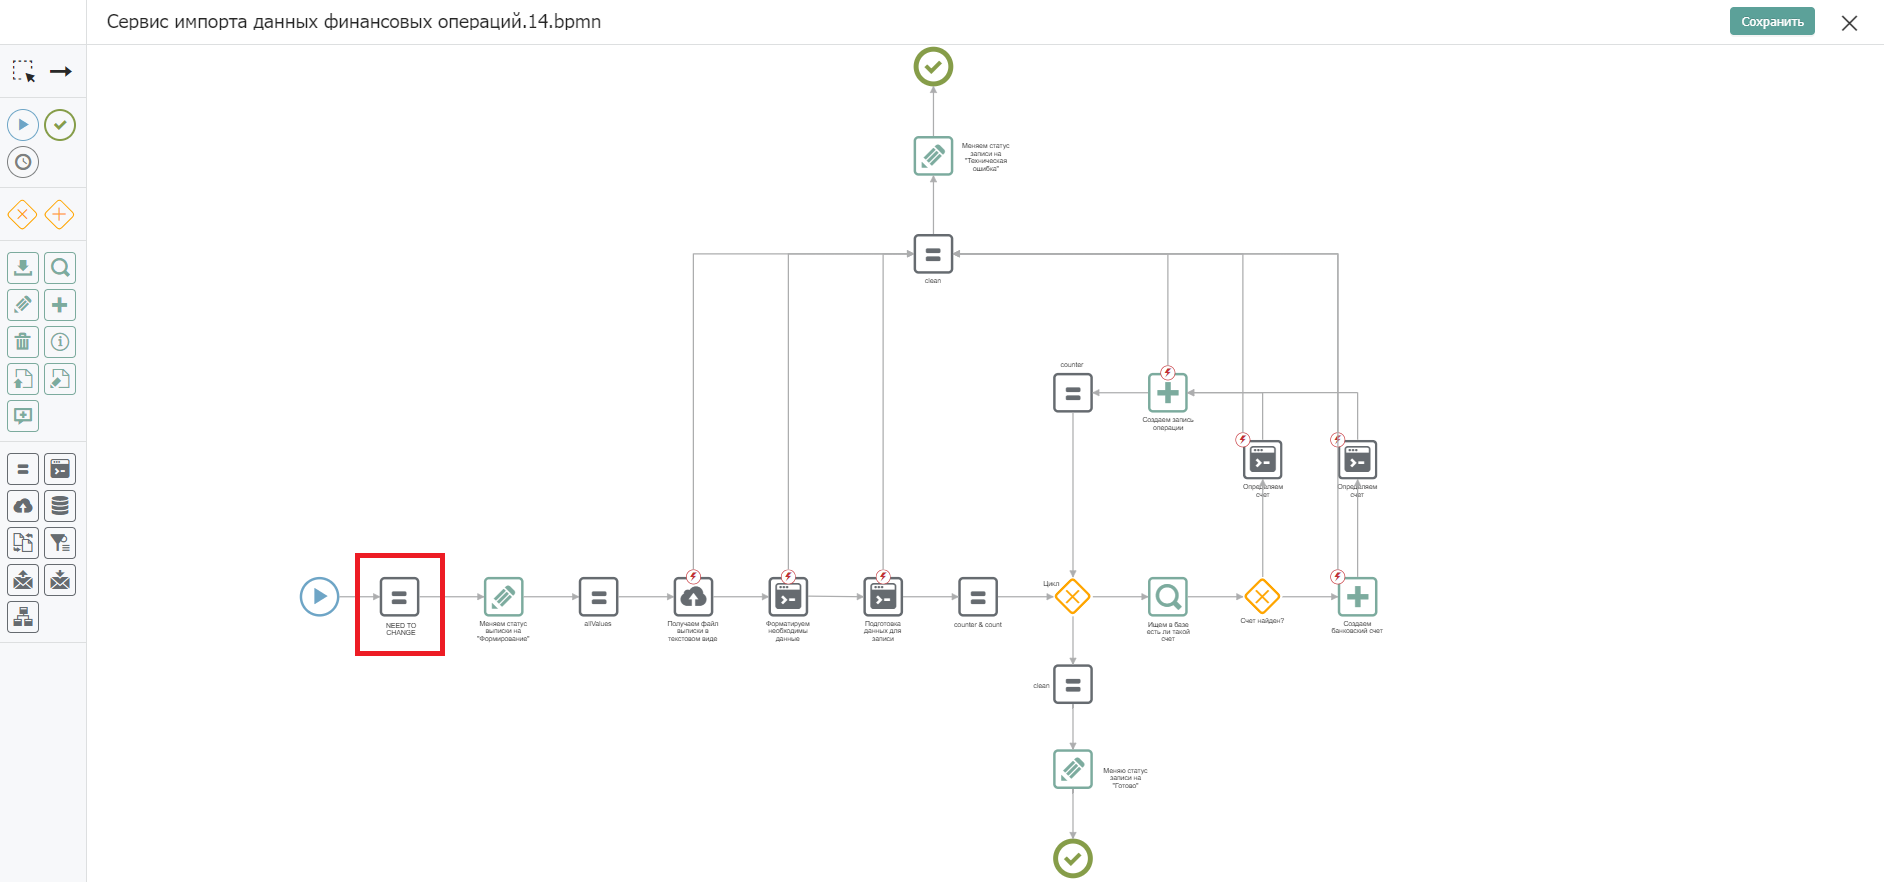 Сервис импорта данных финансовых операций.14.bpmn
Сохранить
Меняем статус
записи на
"Техническая
ошибка"
clean
counter
Создаем запись
операции
Определяем
счет
Определяем
счет
NEED TO
CHANGE
Меняем статус
выписки на
"Формирование"
allValues
Получаем файл
выписки в
текстовом виде
Форматируем
необходимы
данные
Подготовка
данных для
записи
counter & count
Цикл
Ищем в базе
есть ли такой
счет
Счет найден?
Создаем
банковский счет
clean
Меняю статус
записи на
"Готово"